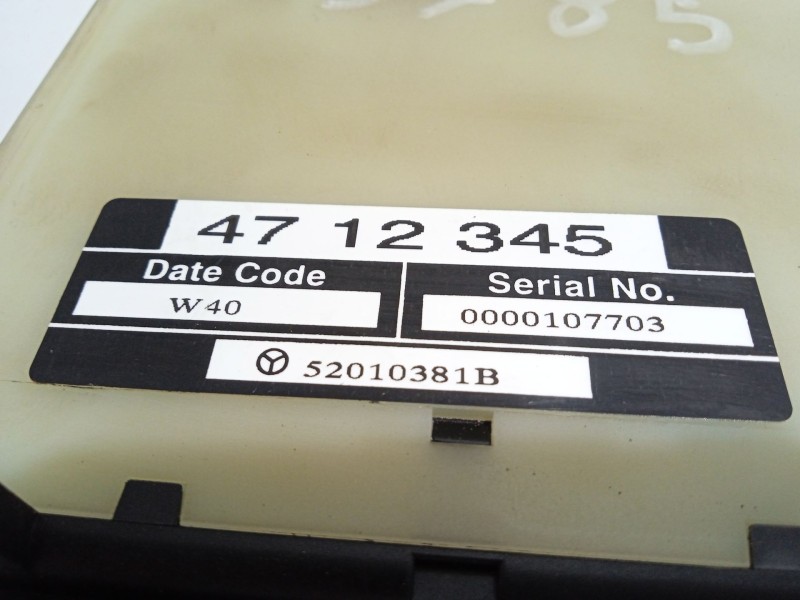 47 12 345
Date Code
Serial No.
W40
0000107703
52010381B